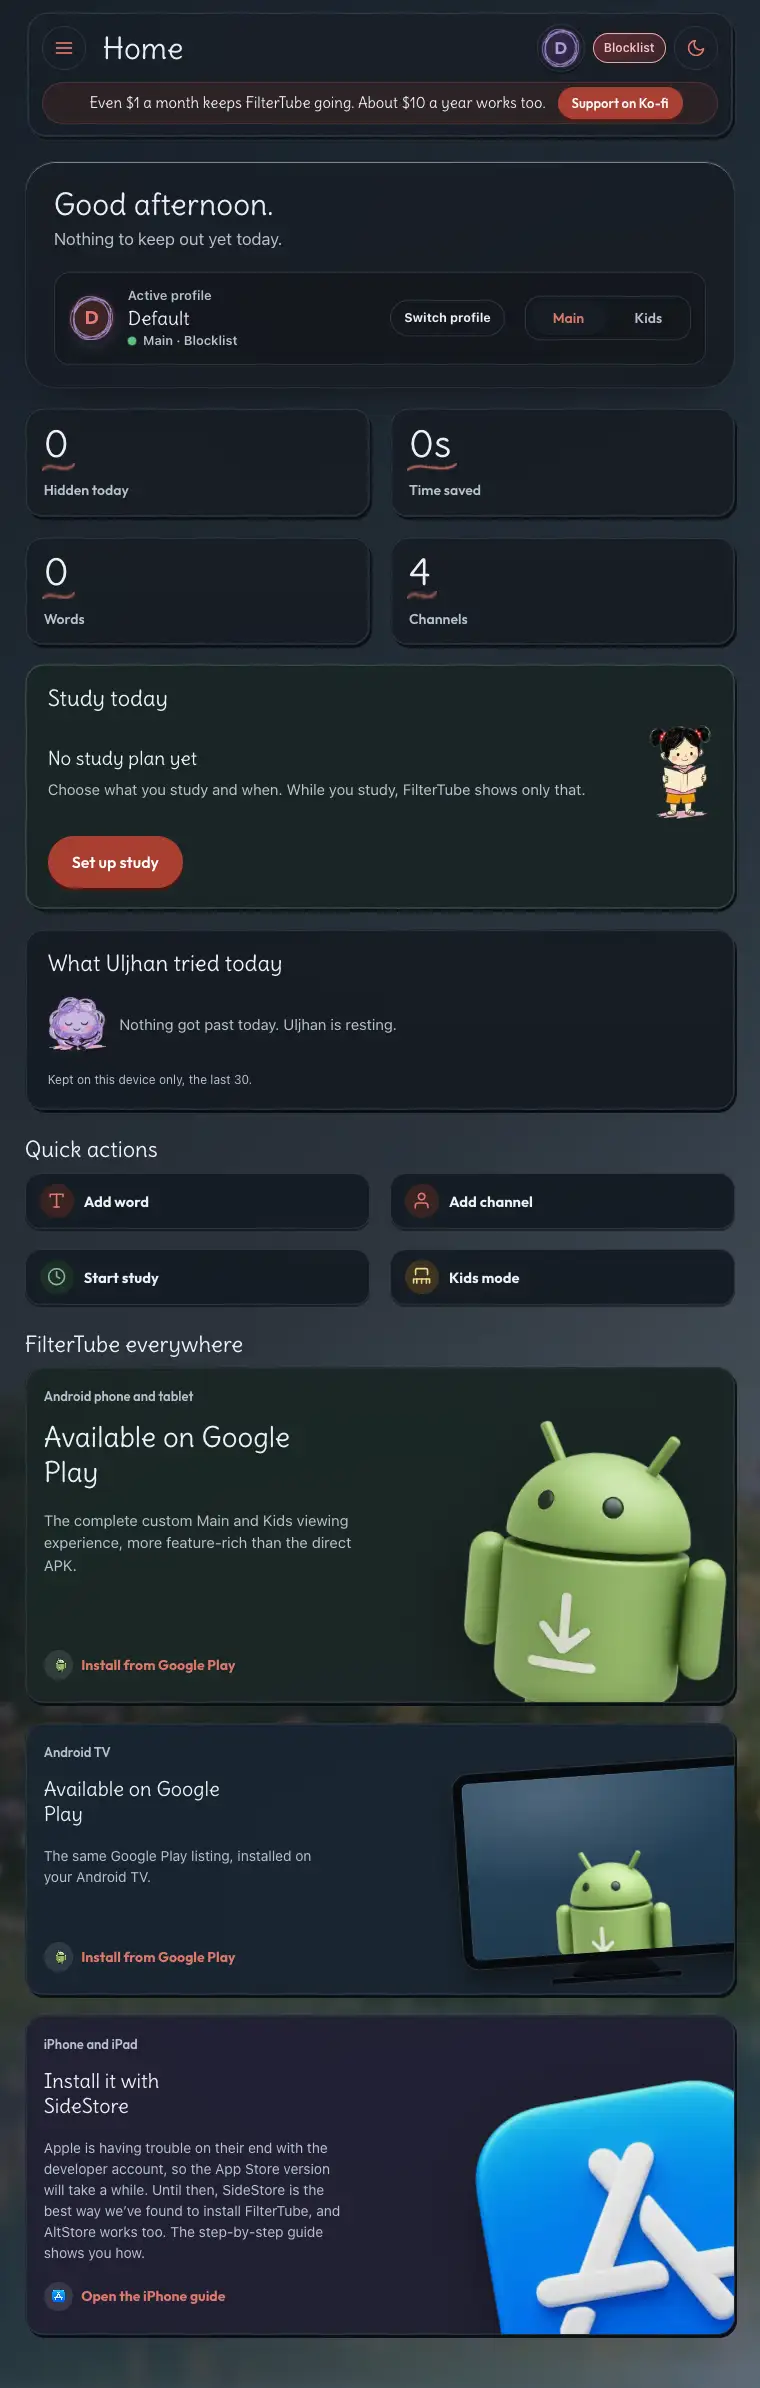 Home
D
Blocklist
Even $1 a month keeps FilterTube going. About $10 a year works too.
Support on Ko-fi
Good afternoon.
Nothing to keep out yet today.
D
Active profile
Default
Main · Blocklist
Switch profile
Main
Kids
0
Hidden today
0s
Time saved
0
Words
4
Channels
Study today
No study plan yet
Choose what you study and when. While you study, FilterTube shows only that.
Set up study
What Uljhan tried today
Nothing got past today. Uljhan is resting.
Kept on this device only, the last 30.
Quick actions
Add word
Add channel
Start study
Kids mode
FilterTube everywhere
Android phone and tablet
Available on Google
Play
The complete custom Main and Kids viewing
experience, more feature-rich than the direct
APK.
Install from Google Play
Android TV
Available on Google
Play
The same Google Play listing, installed on
your Android TV.
Install from Google Play
iPhone and iPad
Install it with
SideStore
Apple is having trouble on their end with the
developer account, so the App Store version
will take a while. Until then, SideStore is the
best way we've found to install FilterTube, and
AltStore works too. The step-by-step guide
shows you how.
Open the iPhone guide